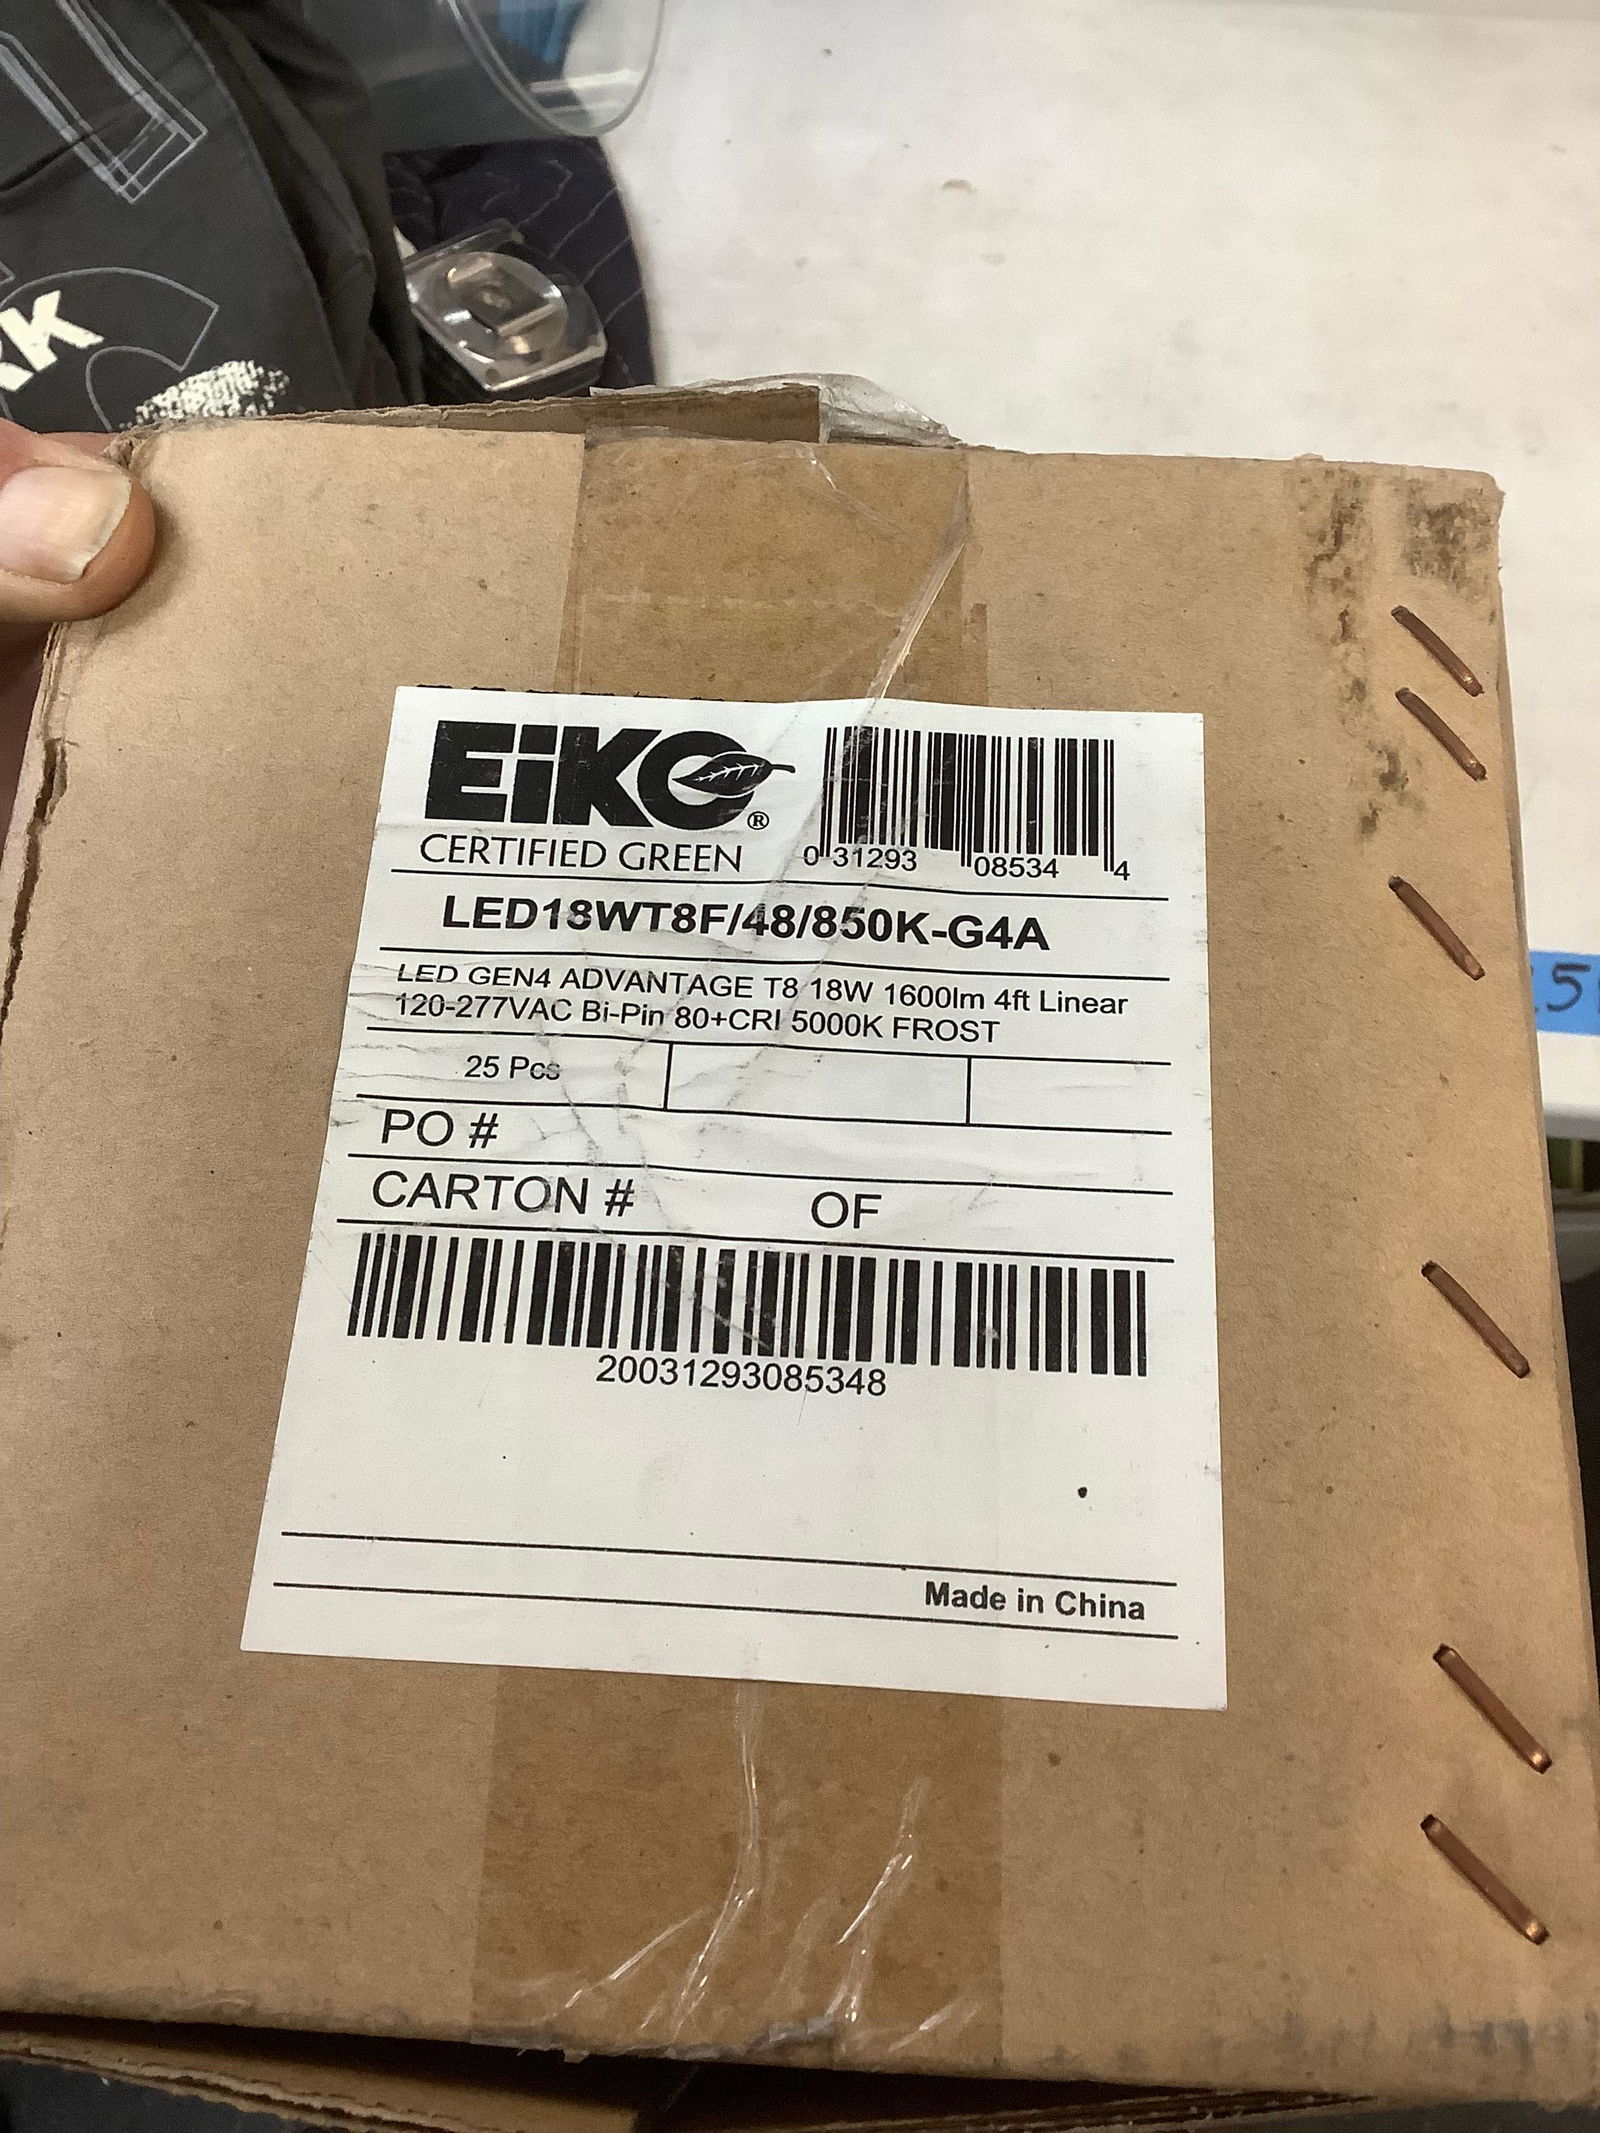 RK
EiKO®
CERTIFIED GREEN
0 31293 08534 4
LED18WT8F/48/850K-G4A
LED GEN4 ADVANTAGE T8 18W 1600lm 4ft Linear
120-277VAC Bi-Pin 80+CRI 5000K FROST
25 Pcs
PO #
CARTON # OF
20031293085348
Made in China